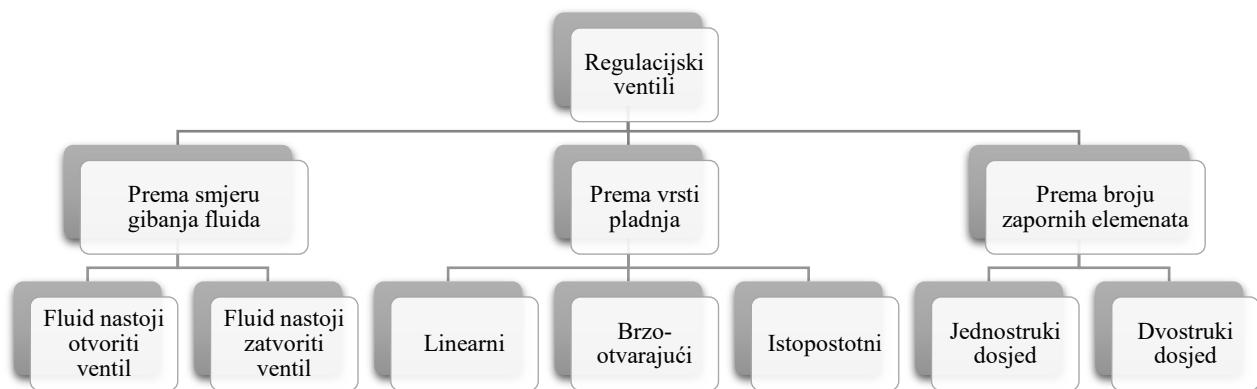 Regulacijski
ventili
Prema smjeru
gibanja fluida
Prema vrsti
pladnja
Prema broju
zapornih elemenata
Fluid nastoji
otvoriti
ventil
Fluid nastoji
zatvoriti
ventil
Linearni
Brzo-
otvarajući
Istopostotni
Jednostruki
dosjed
Dvostruki
dosjed